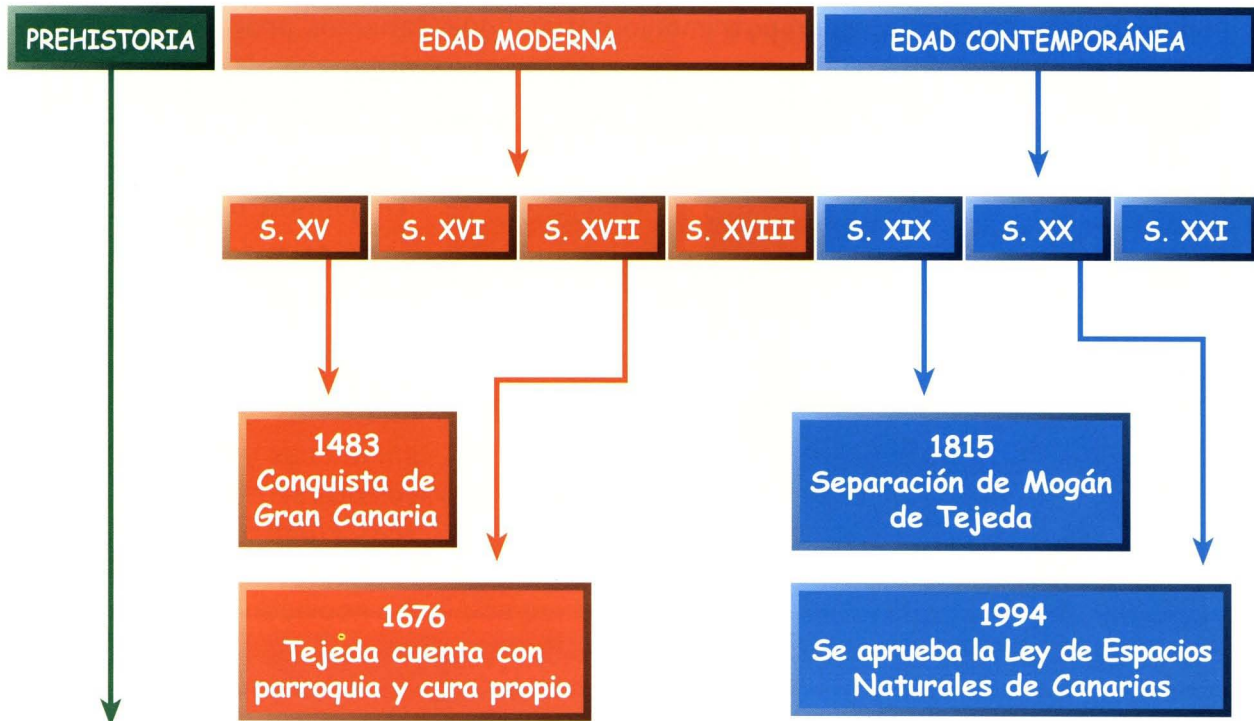 PREHISTORIA
EDAD MODERNA
EDAD CONTEMPORÁNEA
S. XV
S. XVI
S. XVII
S. XVIII
S. XIX
S. XX
S. XXI
1483
Conquista de
Gran Canaria
1815
Separación de Mogán
de Tejeda
1676
Tejeda cuenta con
parroquia y cura propio
1994
Se aprueba la Ley de Espacios
Naturales de Canarias